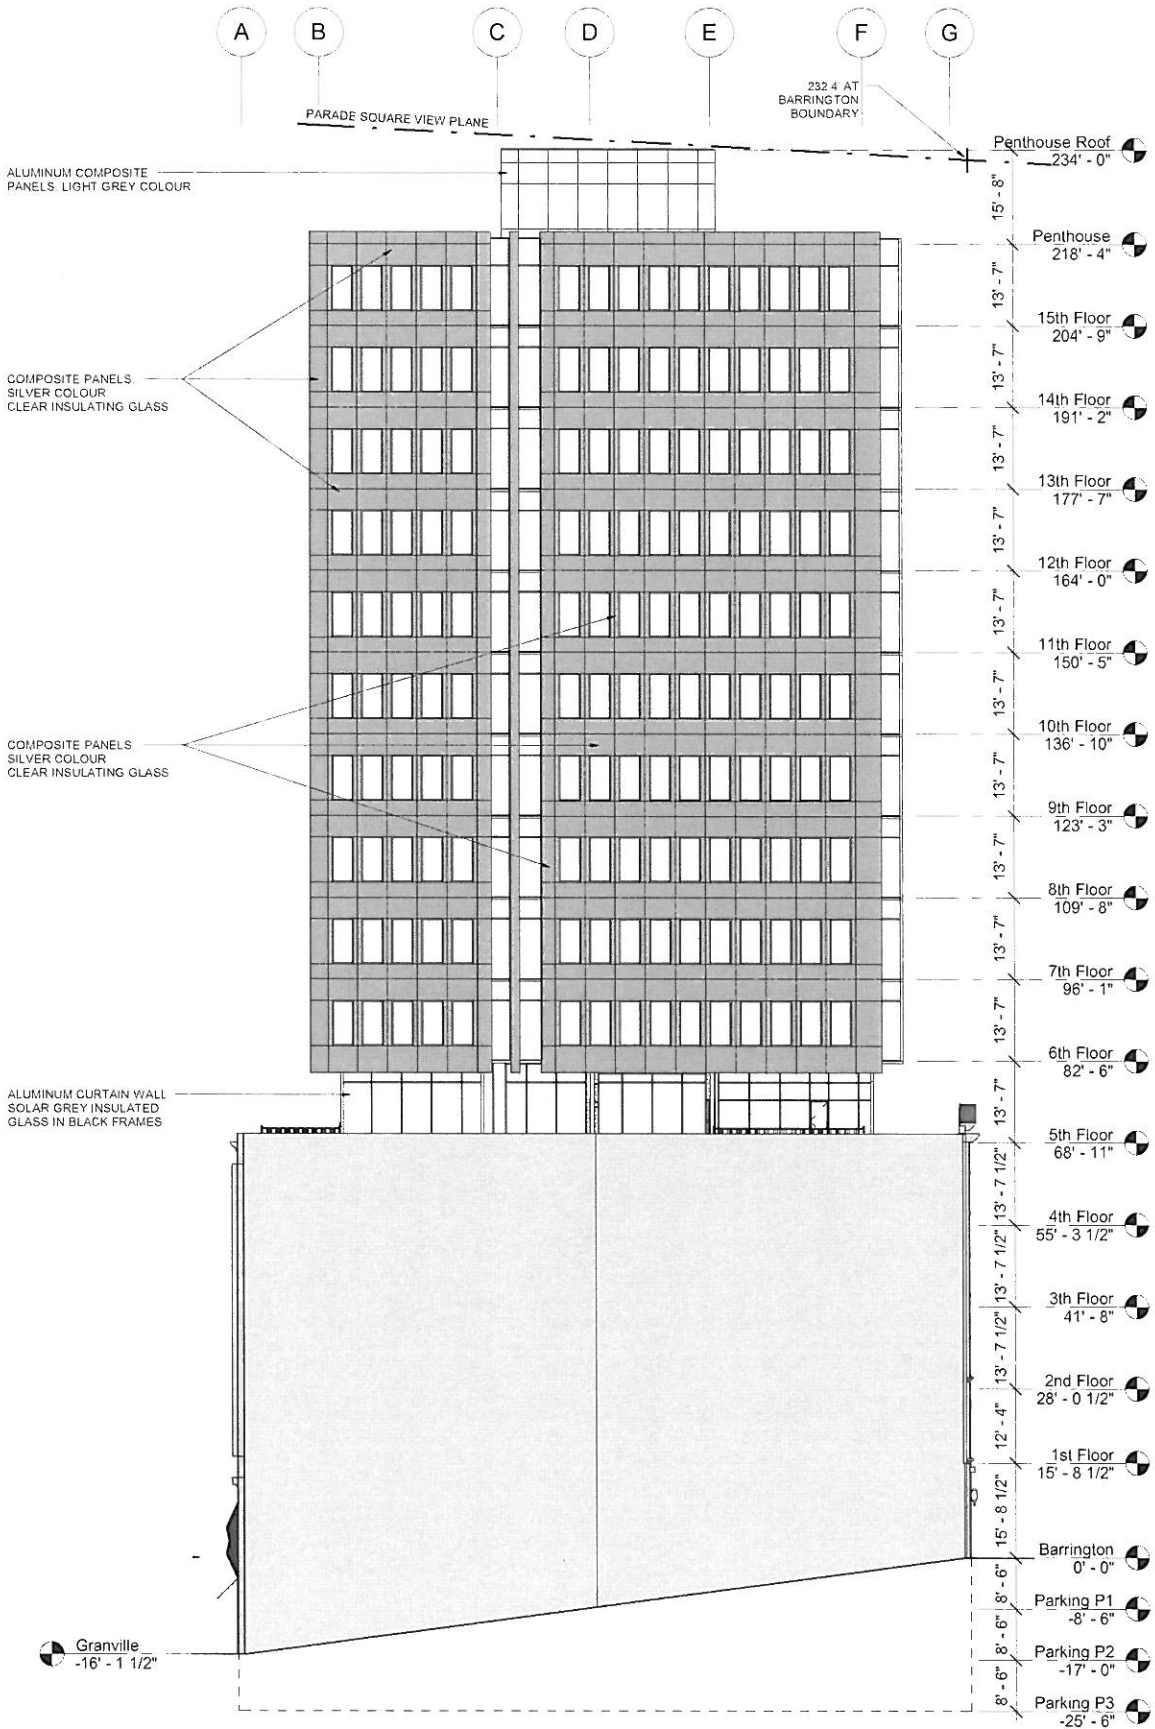 A
B
C
D
E
F
G
232 4' AT
BARRINGTON
BOUNDARY
PARADE SQUARE VIEW PLANE
Penthouse Roof
234' - 0"
ALUMINUM COMPOSITE
PANELS. LIGHT GREY COLOUR
15' - 8"
Penthouse
218' - 4"
13' - 7"
15th Floor
204' - 9"
13' - 7"
COMPOSITE PANELS
SILVER COLOUR
CLEAR INSULATING GLASS
14th Floor
191' - 2"
13' - 7"
13th Floor
177' - 7"
13' - 7"
12th Floor
164' - 0"
13' - 7"
11th Floor
150' - 5"
13' - 7"
10th Floor
136' - 10"
COMPOSITE PANELS
SILVER COLOUR
CLEAR INSULATING GLASS
13' - 7"
9th Floor
123' - 3"
13' - 7"
8th Floor
109' - 8"
13' - 7"
7th Floor
96' - 1"
13' - 7"
6th Floor
82' - 6"
ALUMINUM CURTAIN WALL
SOLAR GREY INSULATED
GLASS IN BLACK FRAMES
13' - 7"
5th Floor
68' - 11"
13' - 7 1/2"
4th Floor
55' - 3 1/2"
13' - 7 1/2"
3th Floor
41' - 8"
13' - 7 1/2"
2nd Floor
28' - 0 1/2"
12' - 4"
1st Floor
15' - 8 1/2"
15' - 8 1/2"
Barrington
0' - 0"
8' - 6"
Parking P1
-8' - 6"
8' - 6"
Granville
-16' - 1 1/2"
Parking P2
-17' - 0"
8' - 6"
Parking P3
-25' - 6"